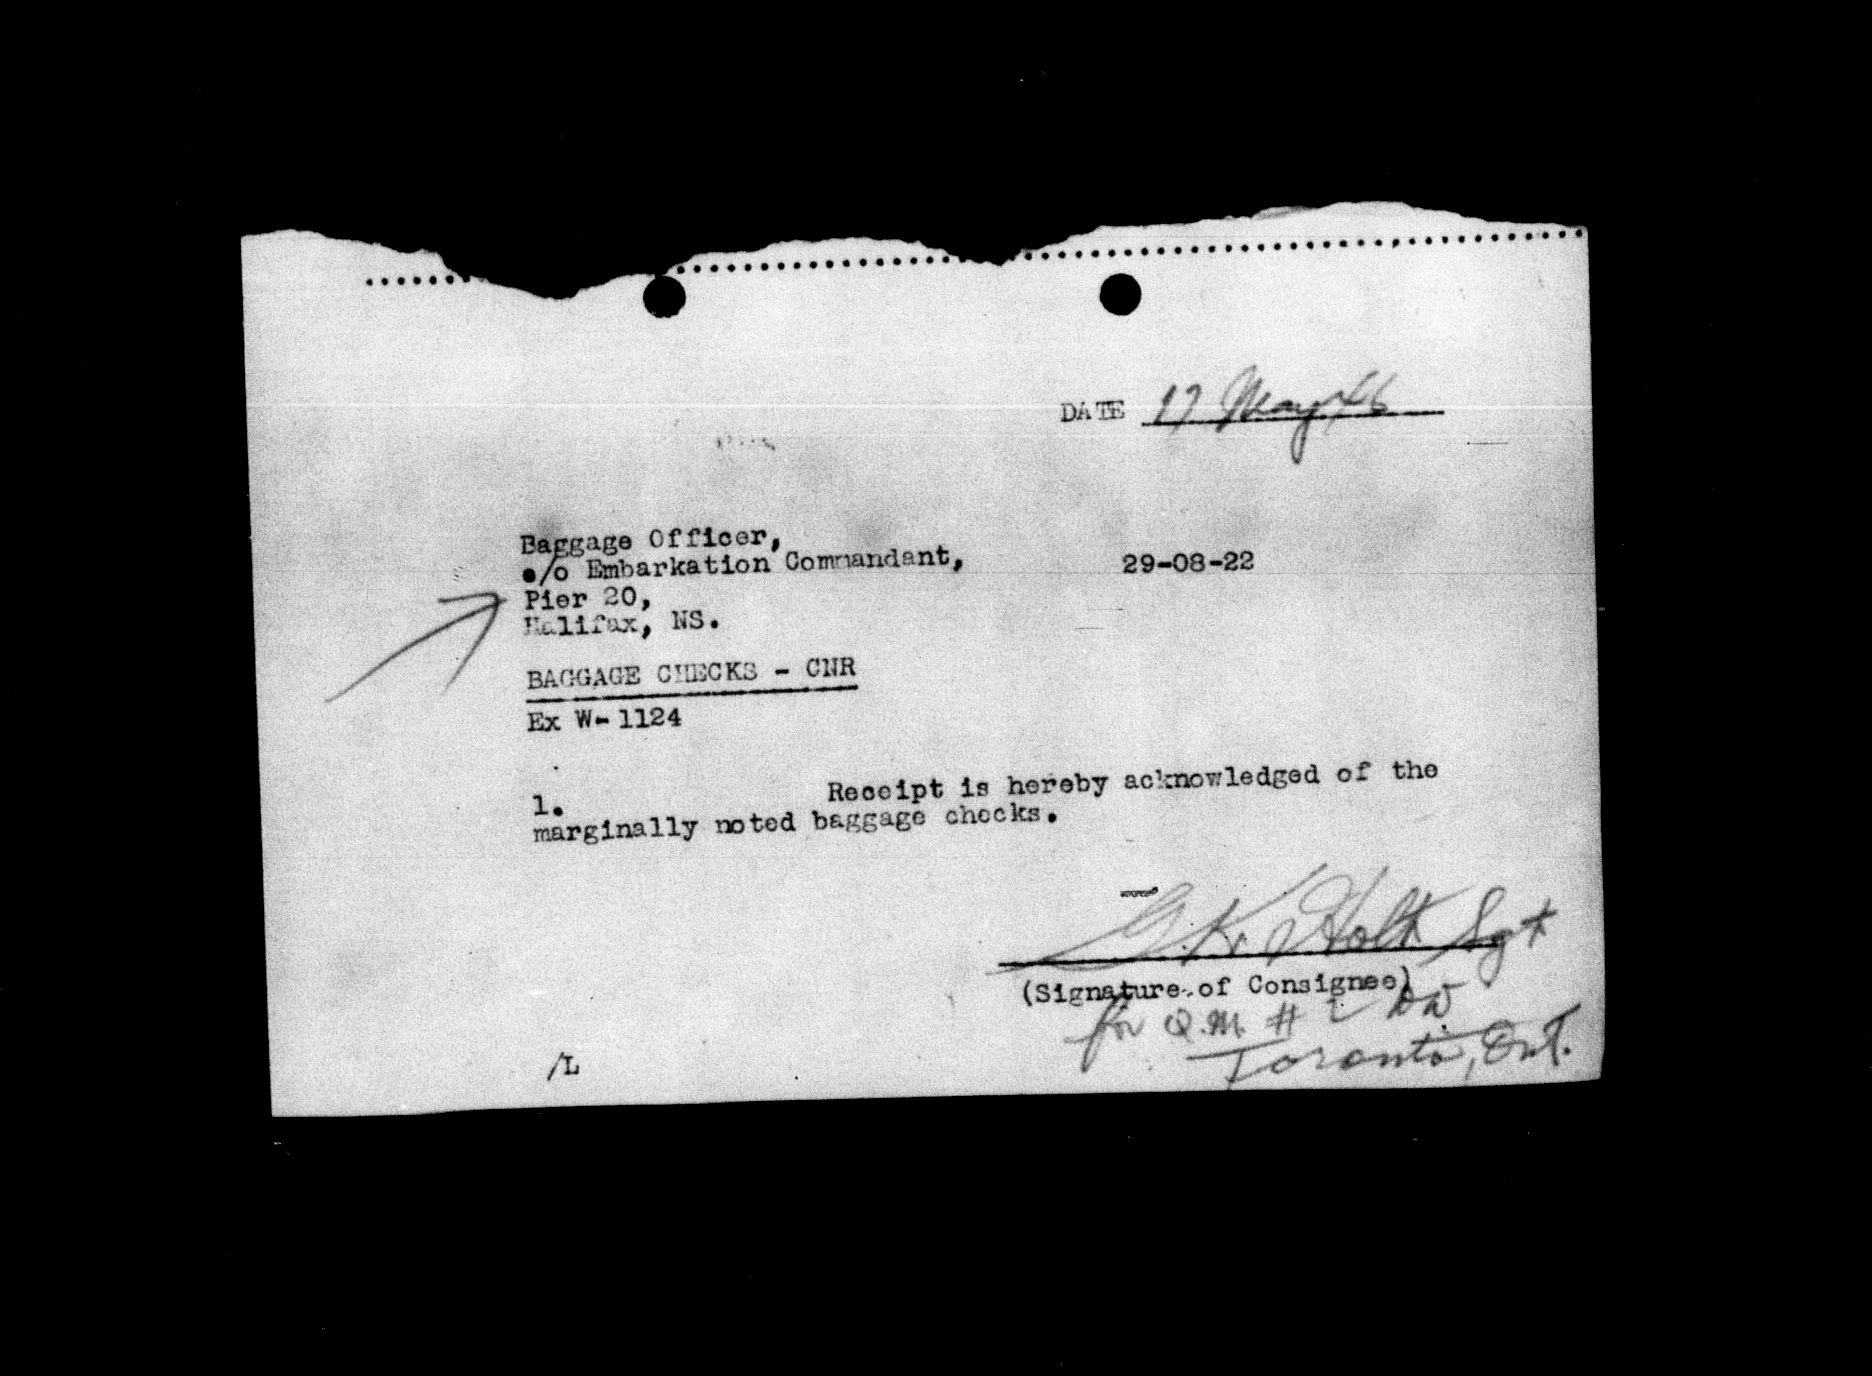 DATE 17 May 46
Baggage Officer,
c/o Embarkation Commandant, 29-08-22
Pier 20,
Halifax, NS.
BAGGAGE CHECKS - CNR
Ex W-1124
1. Receipt is hereby acknowledged of the
marginally noted baggage checks.
G.K. Holt Sgt
(Signature of Consignee)
for Q.M. # 2 DD
Toronto, Ont.
/L